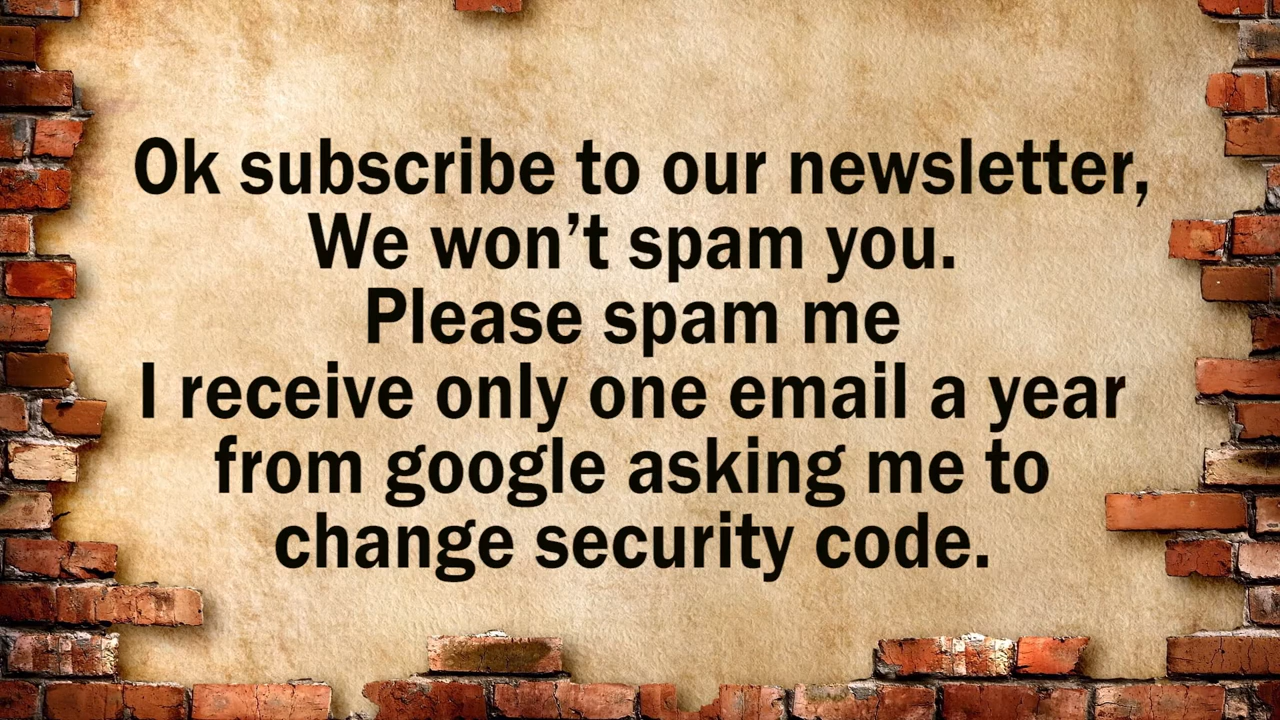 Ok subscribe to our newsletter,
We won’t spam you.
Please spam me
I receive only one email a year
from google asking me to
change security code.